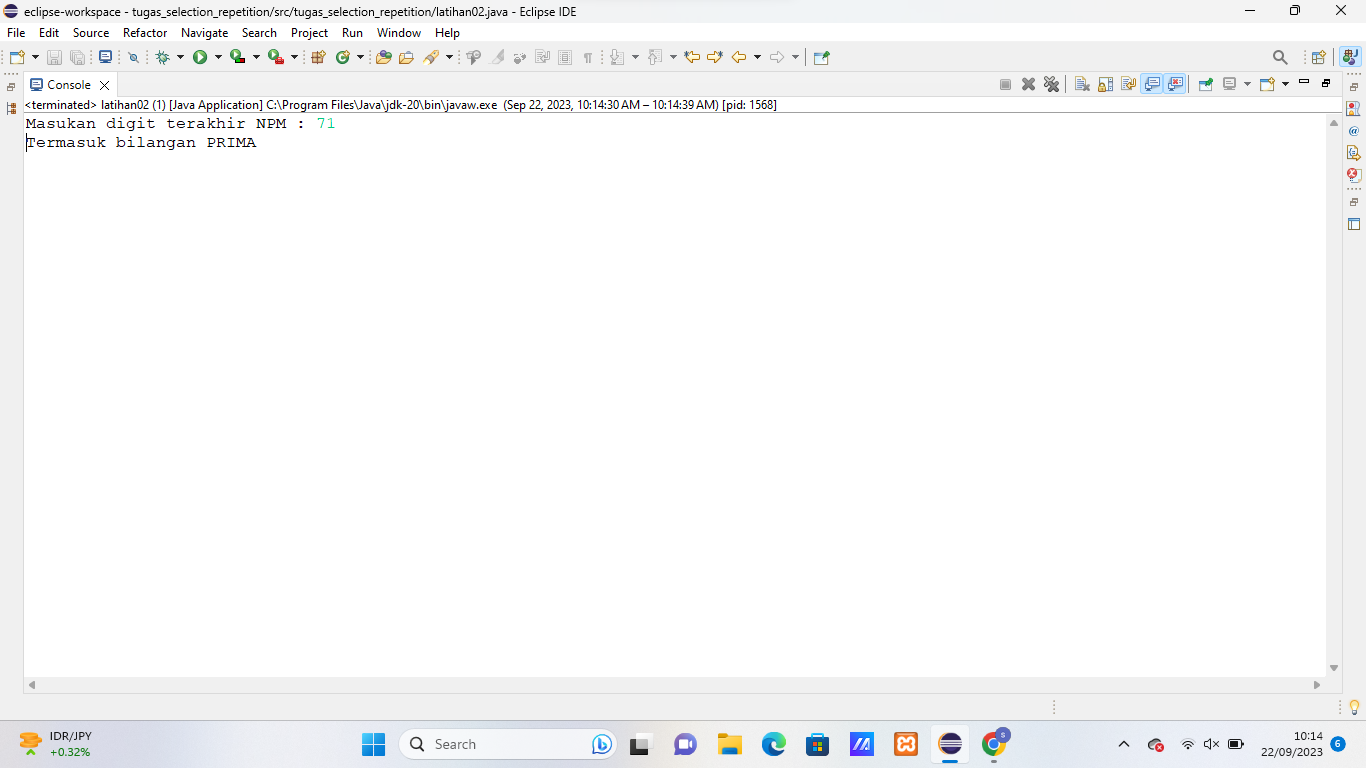 eclipse-workspace - tugas_selection_repetition/src/tugas_selection_repetition/latihan02.java - Eclipse IDE
File Edit Source Refactor Navigate Search Project Run Window Help
Console
<terminated> latihan02 (1) [Java Application] C:\Program Files\Java\jdk-20\bin\javaw.exe (Sep 22, 2023, 10:14:30 AM – 10:14:39 AM) [pid: 1568]
Masukan digit terakhir NPM : 71
Termasuk bilangan PRIMA
IDR/JPY
+0.32%
Search
S
10:14
22/09/2023
6